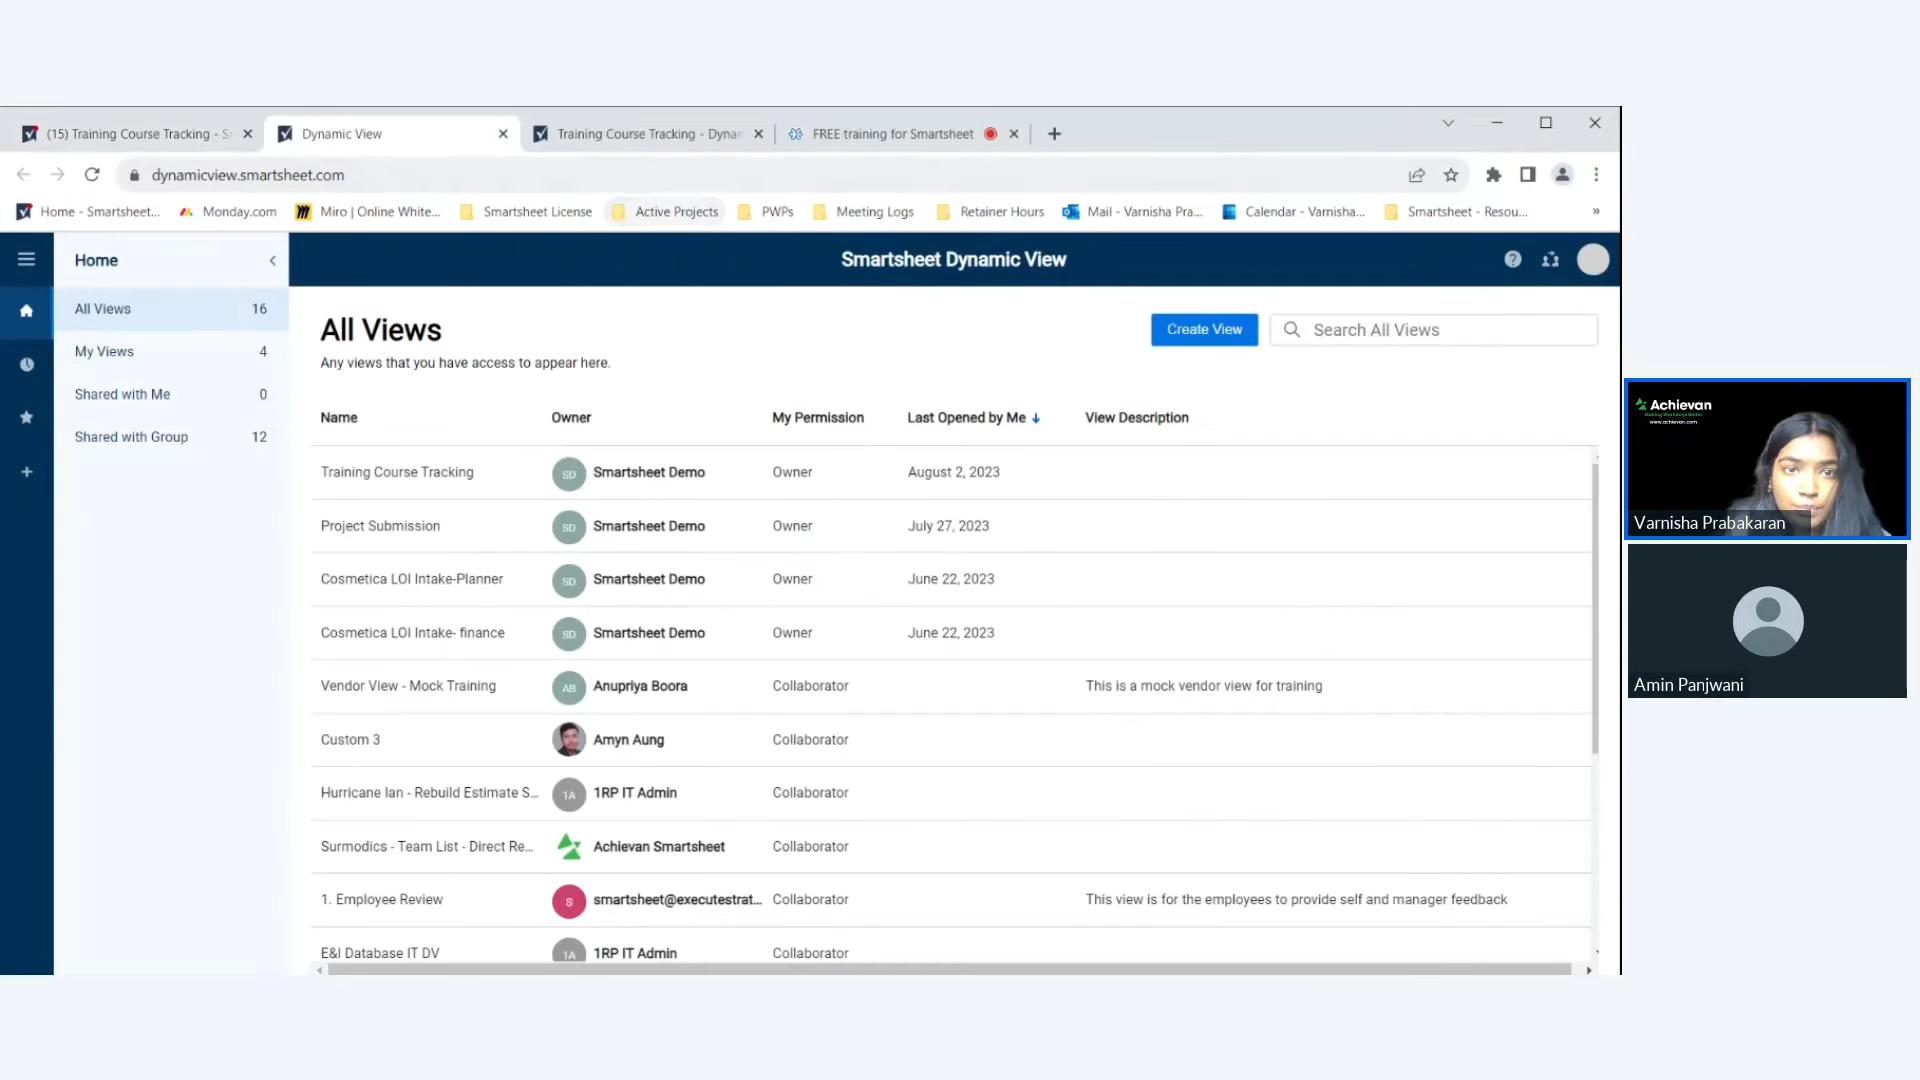 (15) Training Course Tracking - S
Dynamic View
Training Course Tracking - Dynar
FREE training for Smartsheet
dynamicview.smartsheet.com
Home - Smartsheet...
Monday.com
Miro | Online White...
Smartsheet License
Active Projects
PWPs
Meeting Logs
Retainer Hours
Mail - Varnisha Pra...
Calendar - Varnisha...
Smartsheet - Resou...
»
Home
Smartsheet Dynamic View
All Views 16
My Views 4
Shared with Me 0
Shared with Group 12
All Views
Any views that you have access to appear here.
Create View
Search All Views
Name Owner My Permission Last Opened by Me View Description
Training Course Tracking SD Smartsheet Demo Owner August 2, 2023
Project Submission SD Smartsheet Demo Owner July 27, 2023
Cosmetica LOI Intake-Planner SD Smartsheet Demo Owner June 22, 2023
Cosmetica LOI Intake- finance SD Smartsheet Demo Owner June 22, 2023
Vendor View - Mock Training AB Anupriya Boora Collaborator This is a mock vendor view for training
Custom 3 Amyn Aung Collaborator
Hurricane Ian - Rebuild Estimate S... 1A 1RP IT Admin Collaborator
Surmodics - Team List - Direct Re... Achievan Smartsheet Collaborator
1. Employee Review S smartsheet@executestrat... Collaborator This view is for the employees to provide self and manager feedback
E&I Database IT DV 1A 1RP IT Admin Collaborator
Achievan
Making Workdays Better
www.achievan.com
Varnisha Prabakaran
Amin Panjwani